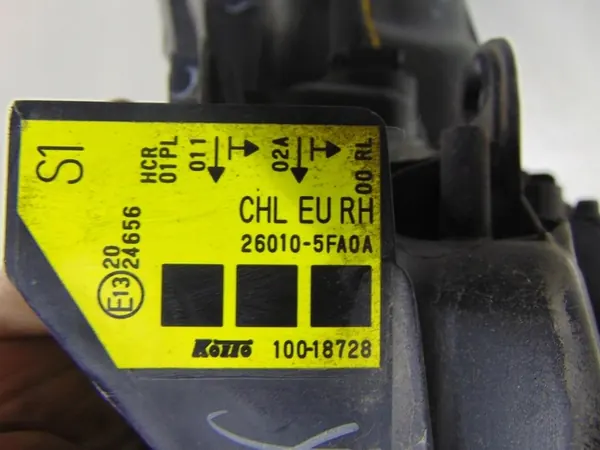 S1
HCR
01PL
011
02A
00 RL
CHL EU RH
26010-5FA0A
E13
20
24656
KOITO 100-18728